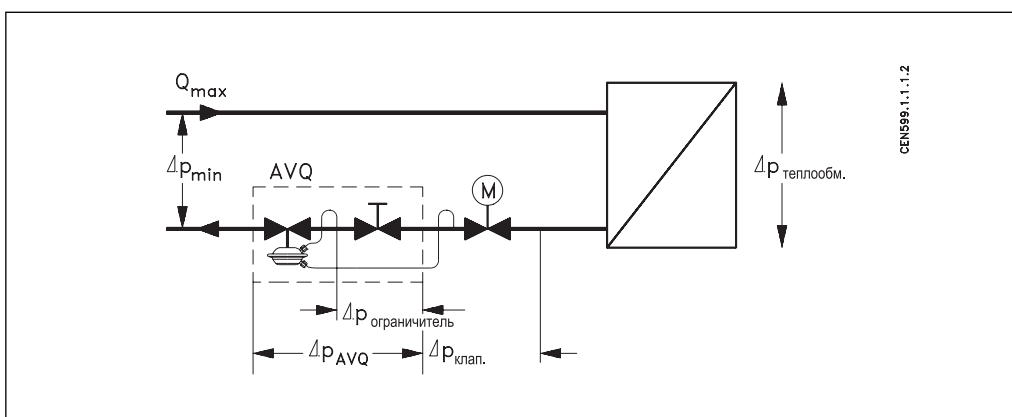 Qmax
CEN599.1.1.1.2
Δpmin
AVQ
M
Δpтеплообм.
Δpограничитель
ΔpAVQ
Δpклап.